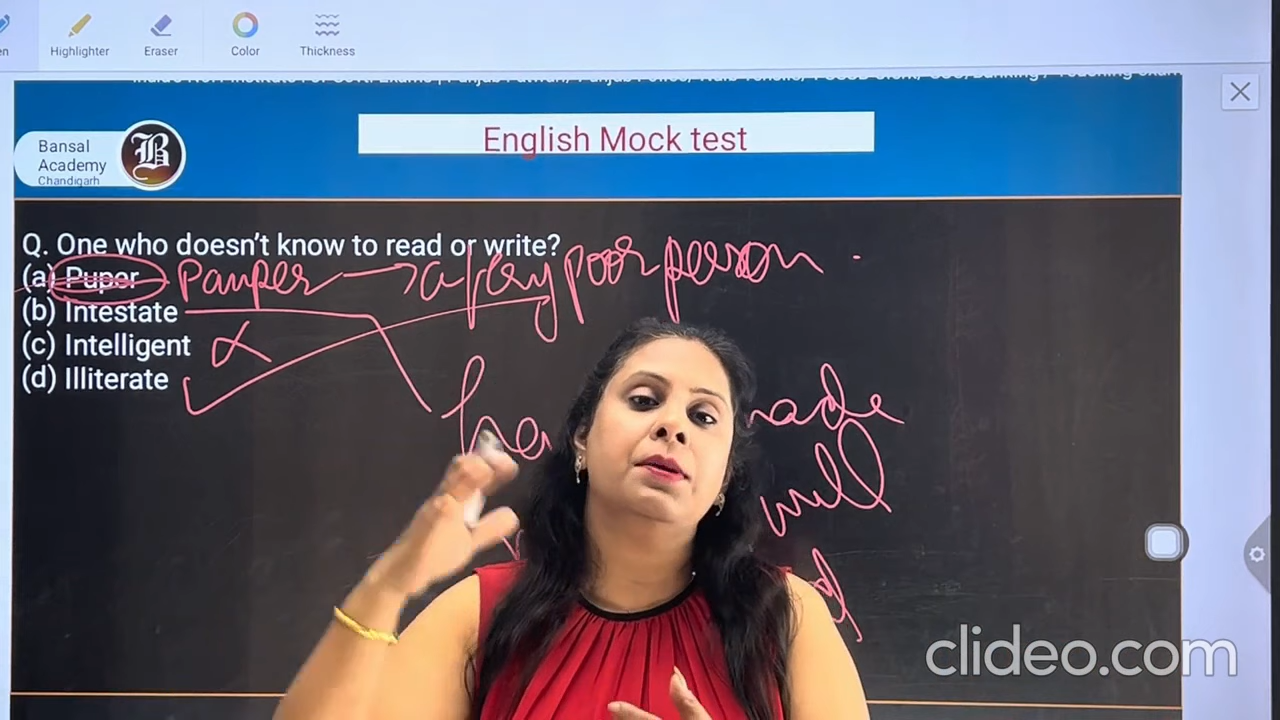 Highlighter Eraser Color Thickness
Bansal
Academy
Chandigarh
B
English Mock test
Q. One who doesn't know to read or write?
(a) Puper Pauper → a very poor person.
(b) Intestate
(c) Intelligent
(d) Illiterate
made
will
clideo.com